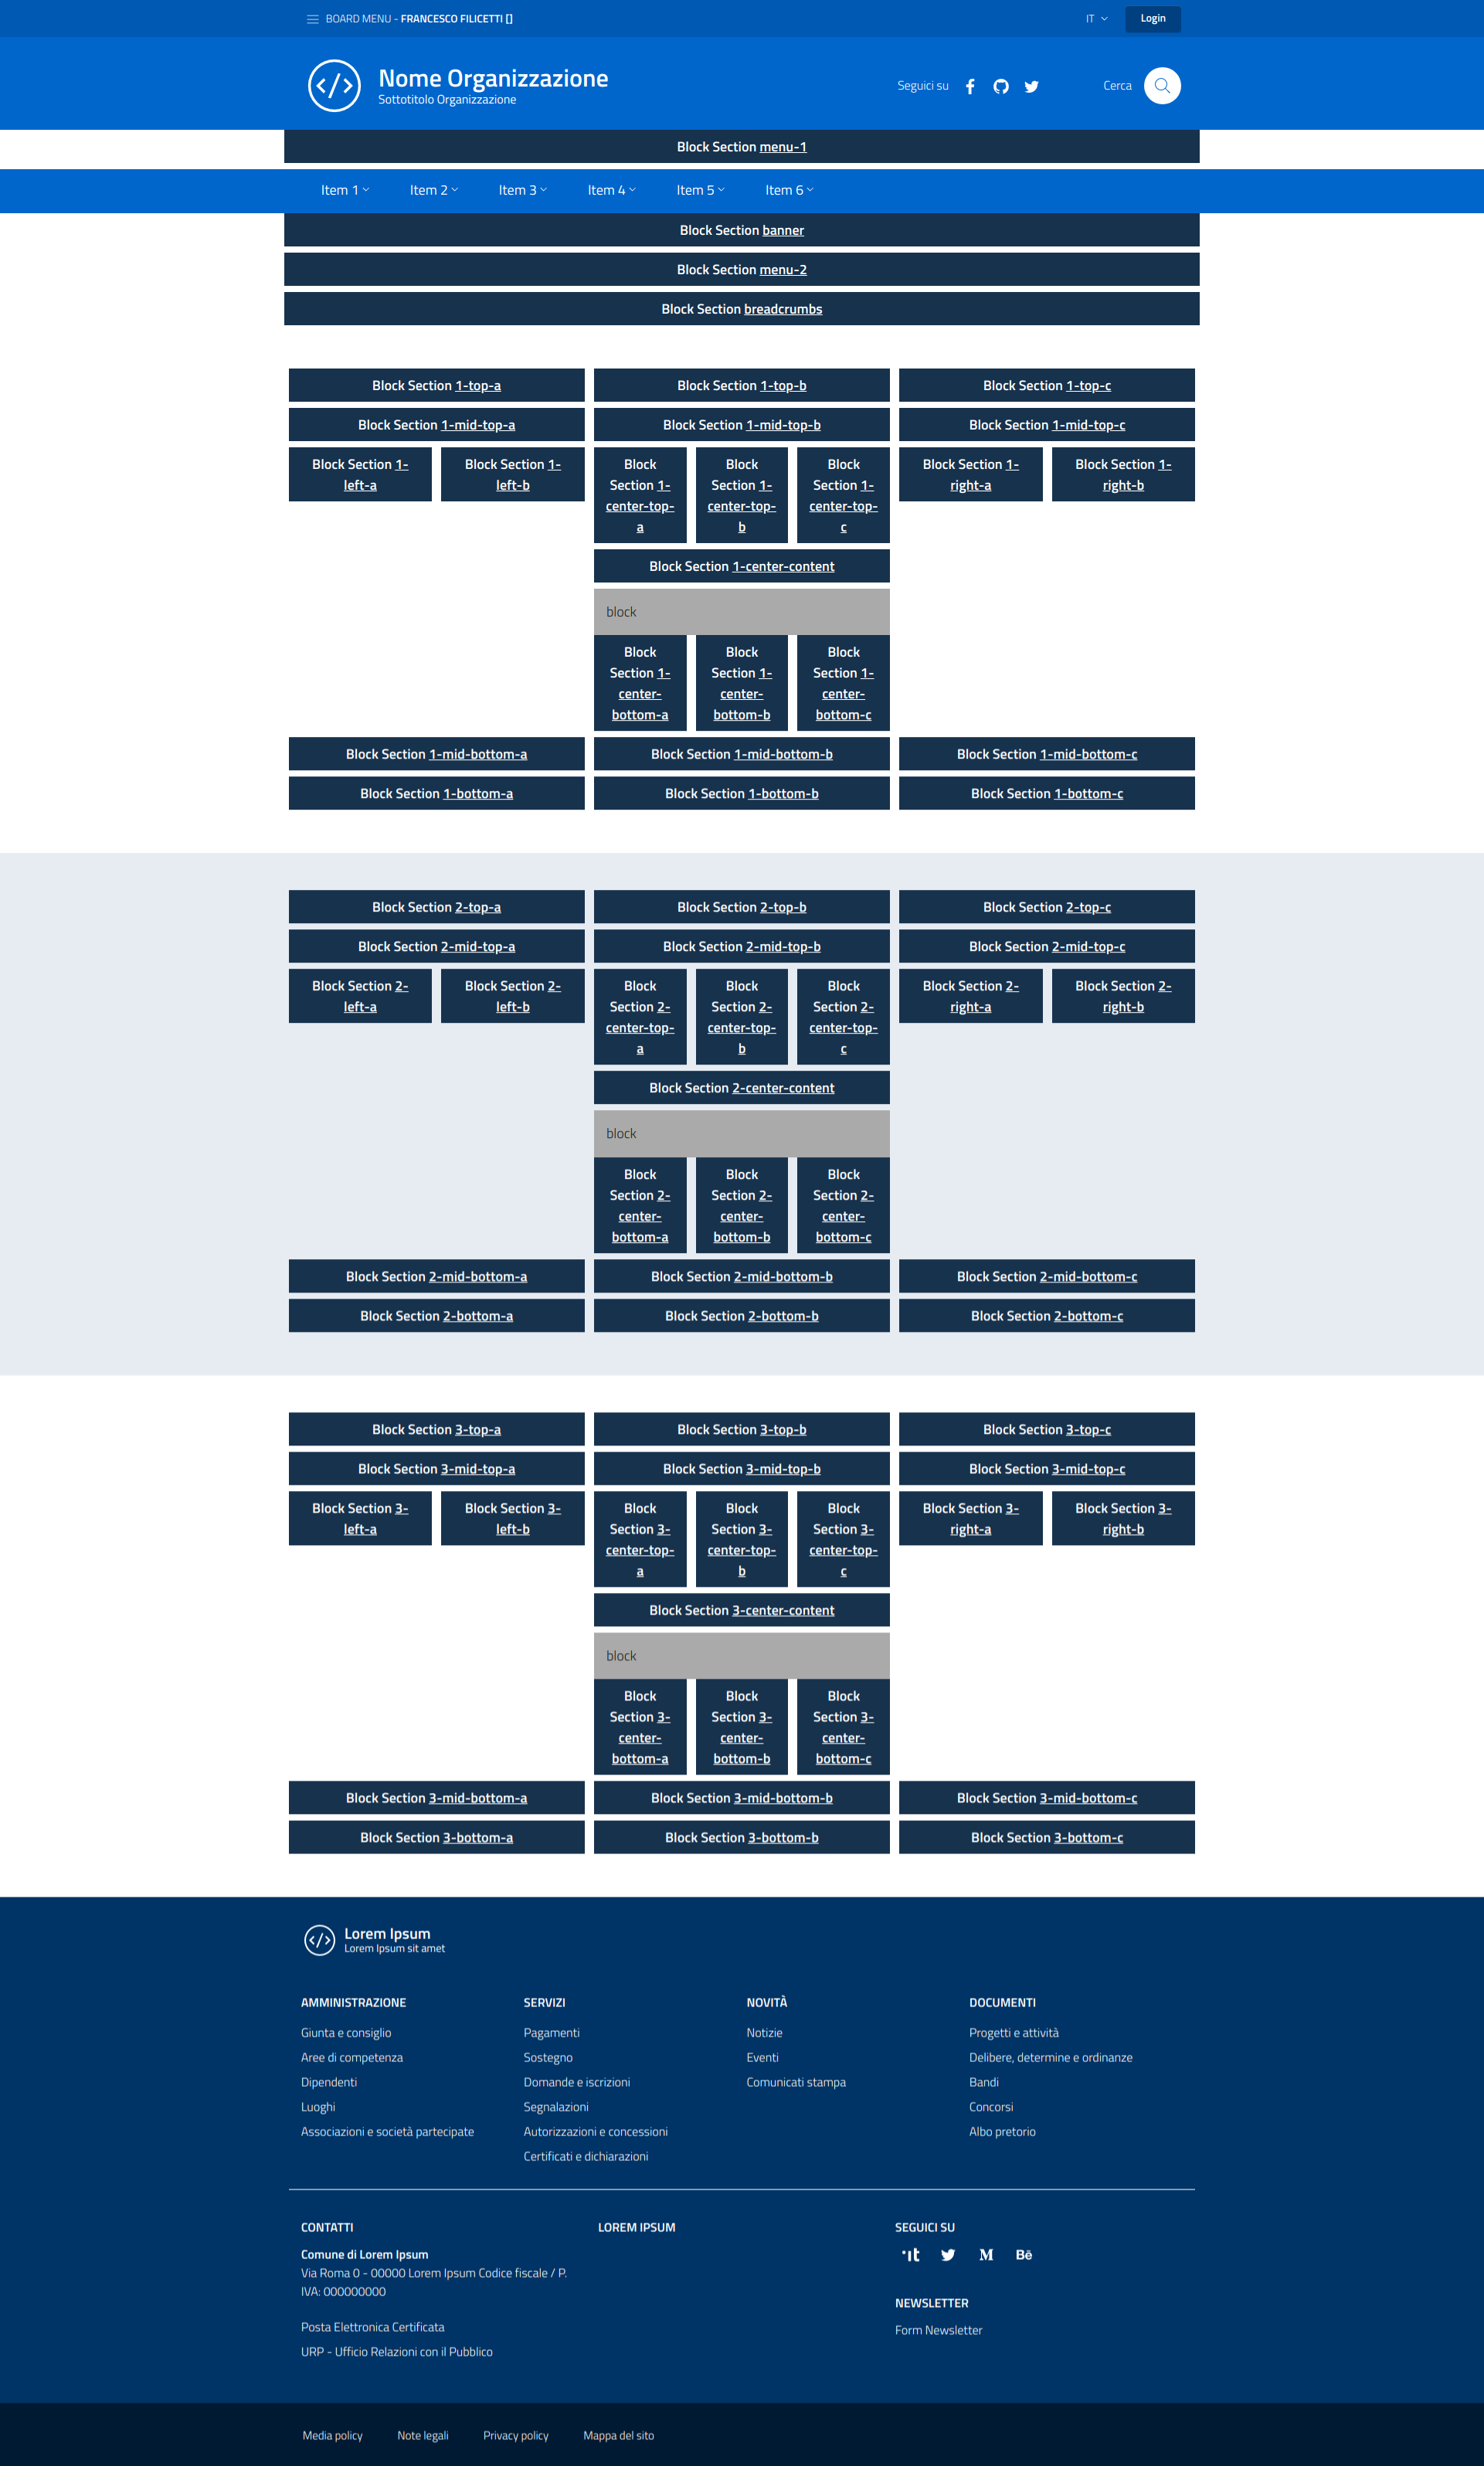 BOARD MENU - FRANCESCO FILICETTI []
IT
Login
Nome Organizzazione
Sottotitolo Organizzazione
Seguici su
Cerca
Block Section menu-1
Item 1
Item 2
Item 3
Item 4
Item 5
Item 6
Block Section banner
Block Section menu-2
Block Section breadcrumbs
Block Section 1-top-a
Block Section 1-top-b
Block Section 1-top-c
Block Section 1-mid-top-a
Block Section 1-mid-top-b
Block Section 1-mid-top-c
Block Section 1-
left-a
Block Section 1-
left-b
Block
Section 1-
center-top-
a
Block
Section 1-
center-top-
b
Block
Section 1-
center-top-
c
Block Section 1-
right-a
Block Section 1-
right-b
Block Section 1-center-content
block
Block
Section 1-
center-
bottom-a
Block
Section 1-
center-
bottom-b
Block
Section 1-
center-
bottom-c
Block Section 1-mid-bottom-a
Block Section 1-mid-bottom-b
Block Section 1-mid-bottom-c
Block Section 1-bottom-a
Block Section 1-bottom-b
Block Section 1-bottom-c
Block Section 2-top-a
Block Section 2-top-b
Block Section 2-top-c
Block Section 2-mid-top-a
Block Section 2-mid-top-b
Block Section 2-mid-top-c
Block Section 2-
left-a
Block Section 2-
left-b
Block
Section 2-
center-top-
a
Block
Section 2-
center-top-
b
Block
Section 2-
center-top-
c
Block Section 2-
right-a
Block Section 2-
right-b
Block Section 2-center-content
block
Block
Section 2-
center-
bottom-a
Block
Section 2-
center-
bottom-b
Block
Section 2-
center-
bottom-c
Block Section 2-mid-bottom-a
Block Section 2-mid-bottom-b
Block Section 2-mid-bottom-c
Block Section 2-bottom-a
Block Section 2-bottom-b
Block Section 2-bottom-c
Block Section 3-top-a
Block Section 3-top-b
Block Section 3-top-c
Block Section 3-mid-top-a
Block Section 3-mid-top-b
Block Section 3-mid-top-c
Block Section 3-
left-a
Block Section 3-
left-b
Block
Section 3-
center-top-
a
Block
Section 3-
center-top-
b
Block
Section 3-
center-top-
c
Block Section 3-
right-a
Block Section 3-
right-b
Block Section 3-center-content
block
Block
Section 3-
center-
bottom-a
Block
Section 3-
center-
bottom-b
Block
Section 3-
center-
bottom-c
Block Section 3-mid-bottom-a
Block Section 3-mid-bottom-b
Block Section 3-mid-bottom-c
Block Section 3-bottom-a
Block Section 3-bottom-b
Block Section 3-bottom-c
Lorem Ipsum
Lorem Ipsum sit amet
AMMINISTRAZIONE
Giunta e consiglio
Aree di competenza
Dipendenti
Luoghi
Associazioni e società partecipate
SERVIZI
Pagamenti
Sostegno
Domande e iscrizioni
Segnalazioni
Autorizzazioni e concessioni
Certificati e dichiarazioni
NOVITÀ
Notizie
Eventi
Comunicati stampa
DOCUMENTI
Progetti e attività
Delibere, determine e ordinanze
Bandi
Concorsi
Albo pretorio
CONTATTI
Comune di Lorem Ipsum
Via Roma 0 - 00000 Lorem Ipsum Codice fiscale / P.
IVA: 000000000
Posta Elettronica Certificata
URP - Ufficio Relazioni con il Pubblico
LOREM IPSUM
SEGUICI SU
NEWSLETTER
Form Newsletter
Media policy
Note legali
Privacy policy
Mappa del sito